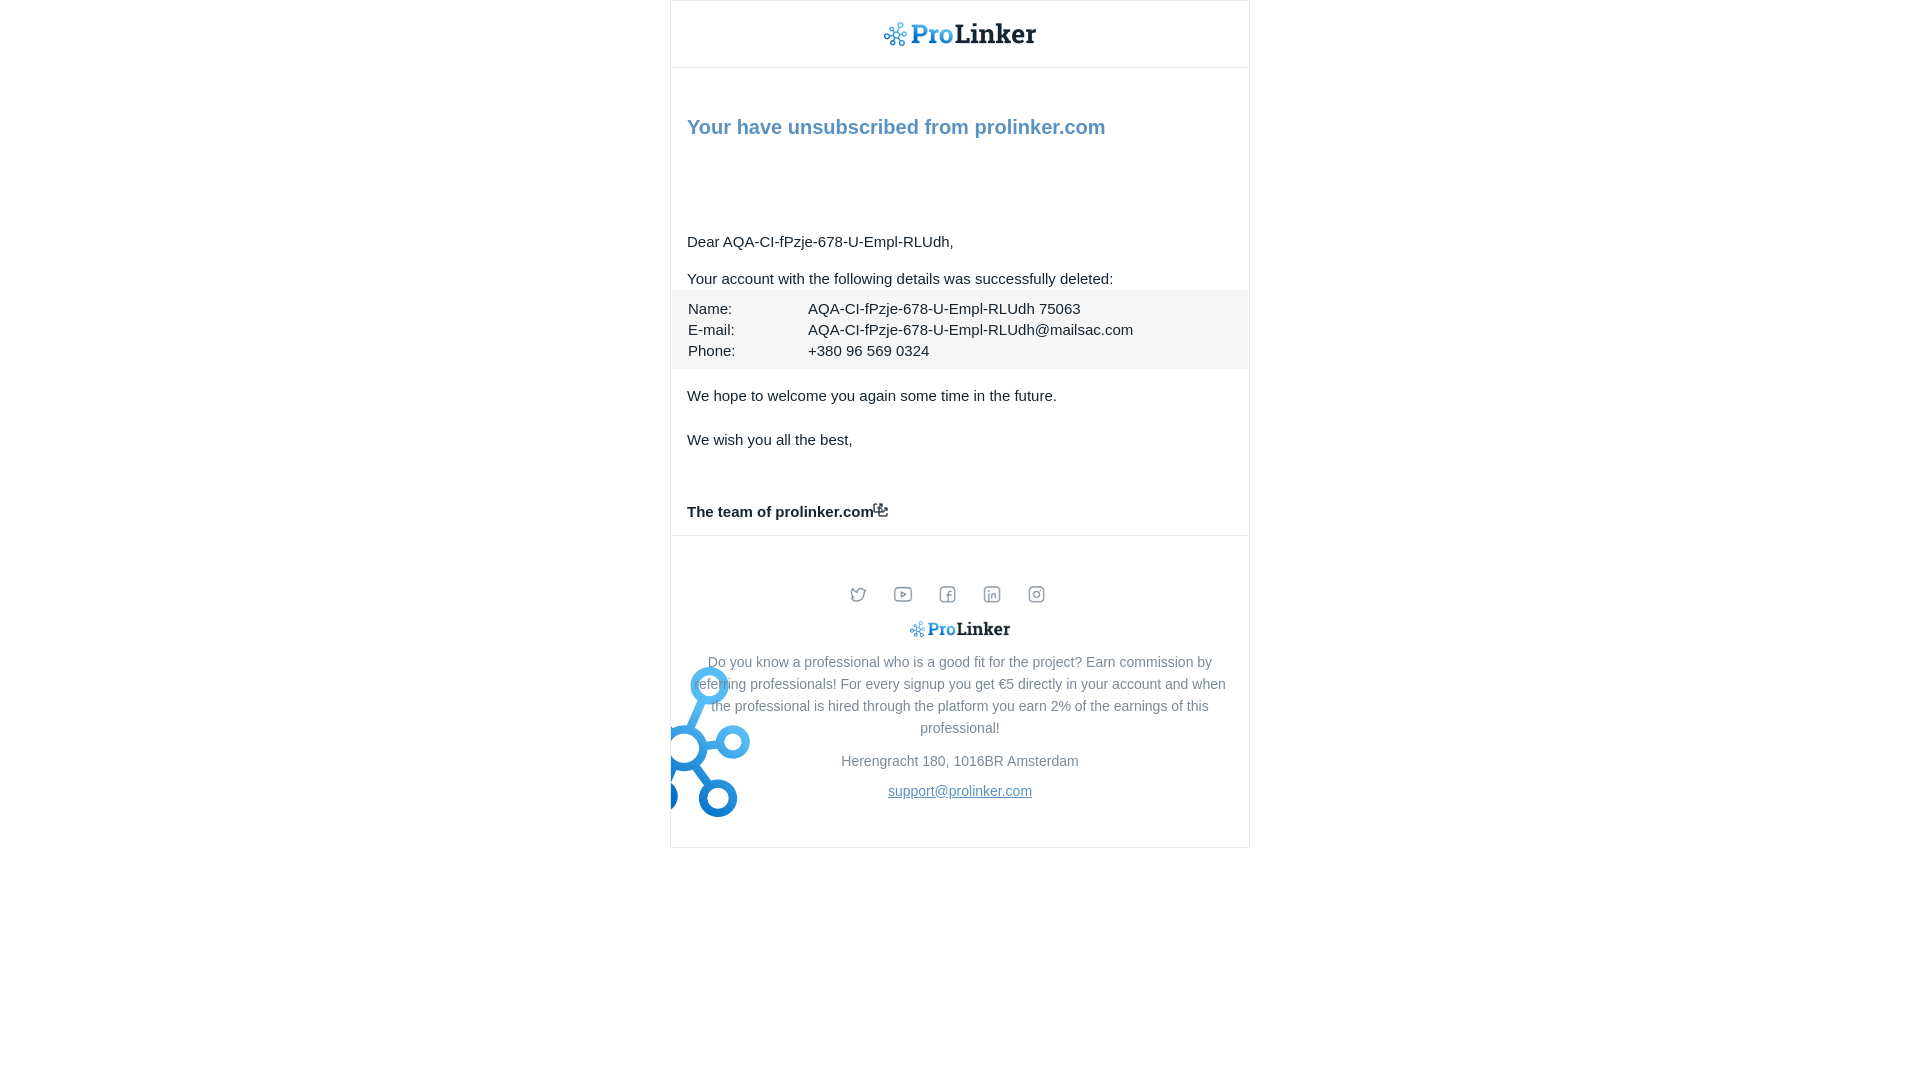 ProLinker
Your have unsubscribed from prolinker.com
Dear AQA-CI-fPzje-678-U-Empl-RLUdh,
Your account with the following details was successfully deleted:
Name: AQA-CI-fPzje-678-U-Empl-RLUdh 75063
E-mail: AQA-CI-fPzje-678-U-Empl-RLUdh@mailsac.com
Phone: +380 96 569 0324
We hope to welcome you again some time in the future.
We wish you all the best,
The team of prolinker.com
ProLinker
Do you know a professional who is a good fit for the project? Earn commission by
referring professionals! For every signup you get €5 directly in your account and when
the professional is hired through the platform you earn 2% of the earnings of this
professional!
Herengracht 180, 1016BR Amsterdam
support@prolinker.com